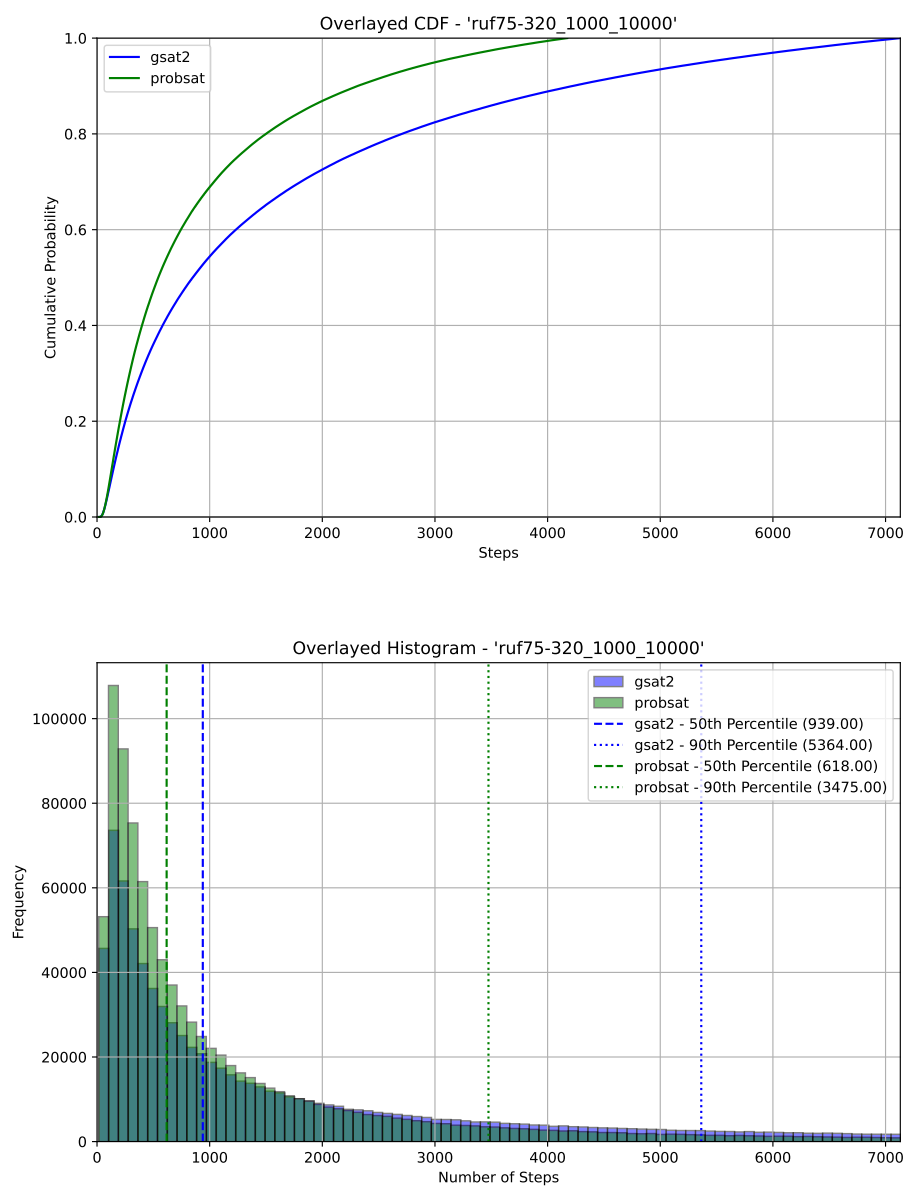 Overlayed CDF - 'ruf75-320_1000_10000'
1.0
gsat2
probsat
0.8
0.6
Cumulative Probability
0.4
0.2
0.0
0 1000 2000 3000 4000 5000 6000 7000
Steps
Overlayed Histogram - 'ruf75-320_1000_10000'
gsat2
probsat
gsat2 - 50th Percentile (939.00)
gsat2 - 90th Percentile (5364.00)
probsat - 50th Percentile (618.00)
probsat - 90th Percentile (3475.00)
100000
80000
60000
Frequency
40000
20000
0
0 1000 2000 3000 4000 5000 6000 7000
Number of Steps